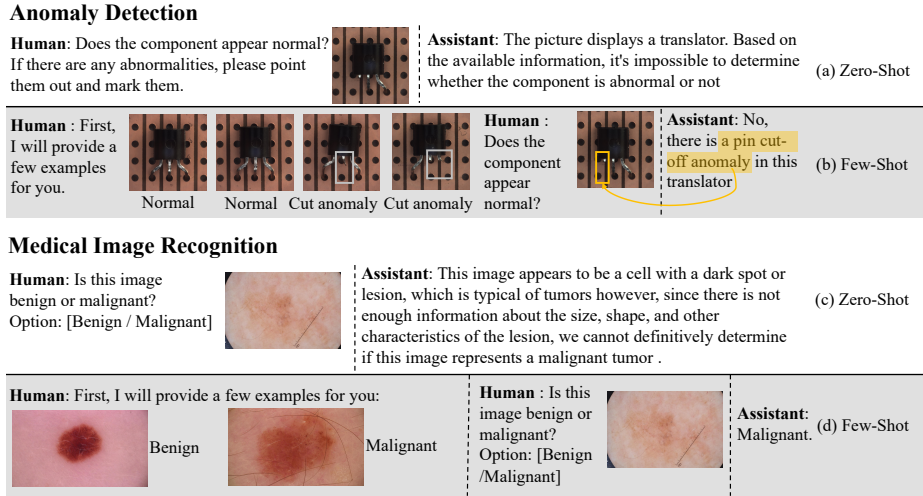 Anomaly Detection
Human: Does the component appear normal?
If there are any abnormalities, please point
them out and mark them.
Assistant: The picture displays a translator. Based on
the available information, it's impossible to determine
whether the component is abnormal or not
(a) Zero-Shot
Human : First,
I will provide a
few examples
for you.
Normal
Normal
Cut anomaly
Cut anomaly
Human :
Does the
component
appear
normal?
Assistant: No,
there is a pin cut-
off anomaly in this
translator
(b) Few-Shot
Medical Image Recognition
Human: Is this image
benign or malignant?
Option: [Benign / Malignant]
Assistant: This image appears to be a cell with a dark spot or
lesion, which is typical of tumors however, since there is not
enough information about the size, shape, and other
characteristics of the lesion, we cannot definitively determine
if this image represents a malignant tumor .
(c) Zero-Shot
Human: First, I will provide a few examples for you:
Benign
Malignant
Human : Is this
image benign or
malignant?
Option: [Benign
/Malignant]
Assistant:
Malignant.
(d) Few-Shot